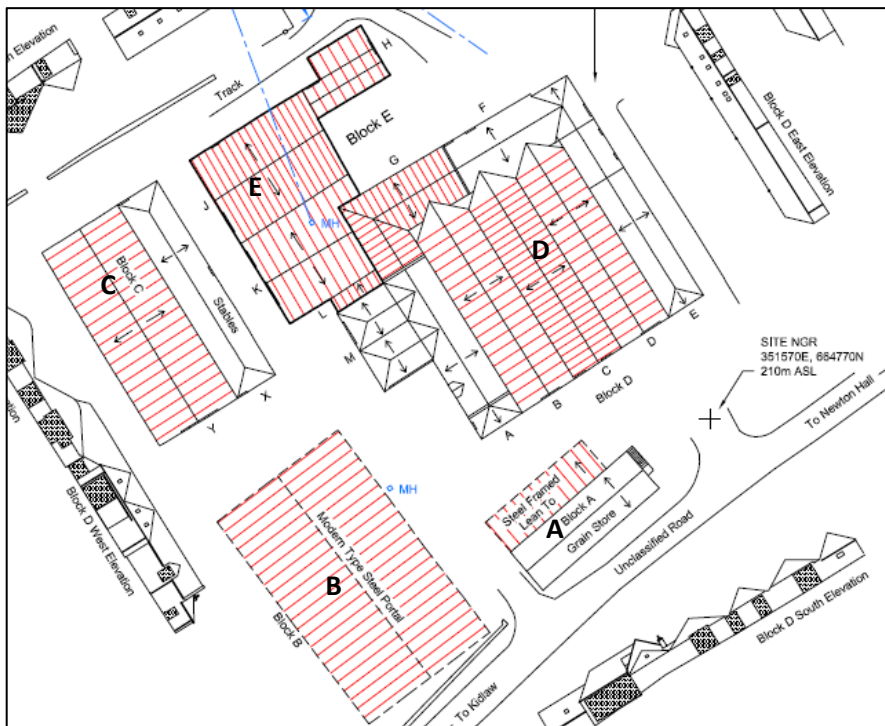 Elevation
H
Track
Block E
F
E
G
J
MH
D
Block D East Elevation
C
Block C
Stables
K
L
M
E
D
C
B
A
Block D
X
Y
SITE NGR
351570E, 664770N
210m ASL
To Newton Hall
MH
Steel Framed
Lean To
Block A
A
Grain Store
Unclassified Road
Modern Type Steel Portal
B
Block B
Block D West Elevation
Block D South Elevation
To Kidlaw